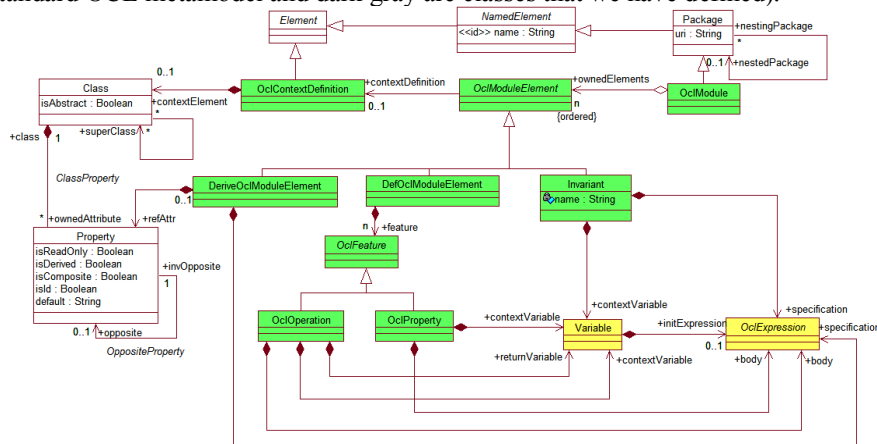 standard OCL metamodel and dark gray are classes that we have defined).
Element
NamedElement
<<id>> name : String
Package
uri : String
+nestingPackage
*
0..1
+nestedPackage
Class
isAbstract : Boolean
0..1
+contextElement
*
+superClass
*
+class
1
OclContextDefinition
+contextDefinition
0..1
OclModuleElement
+ownedElements
n
{ordered}
OclModule
ClassProperty
DeriveOclModuleElement
0..1
DefOclModuleElement
Invariant
name : String
*
+ownedAttribute
+refAttr
n
+feature
Property
isReadOnly : Boolean
isDerived : Boolean
isComposite : Boolean
isId : Boolean
default : String
+invOpposite
1
0..1
+opposite
OppositeProperty
OclFeature
OclOperation
OclProperty
+contextVariable
+contextVariable
Variable
+initExpression
0..1
OclExpression
+specification
+specification
+returnVariable
+contextVariable
+body
+body